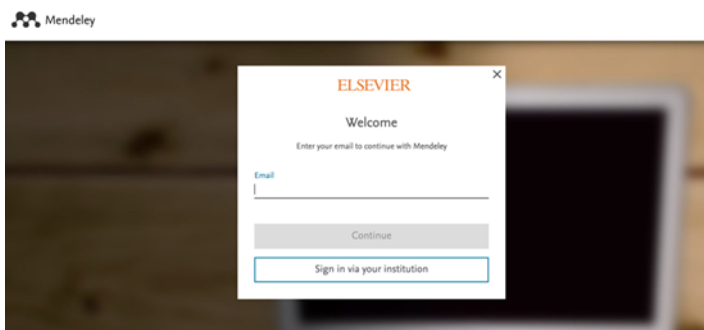 Mendeley
ELSEVIER
Welcome
Enter your email to continue with Mendeley
Email
Continue
Sign in via your institution